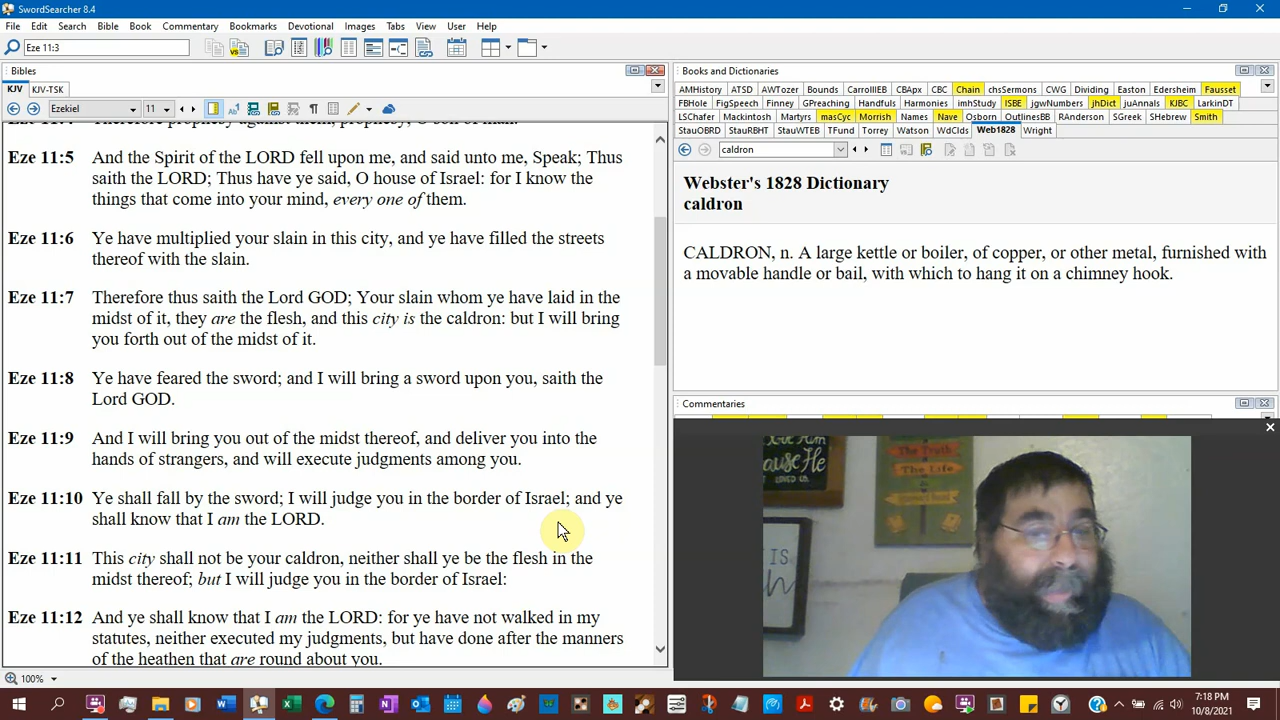 SwordSearcher 8.4
File Edit Search Bible Book Commentary Bookmarks Devotional Images Tabs View User Help
Eze 11:3
Bibles
KJV KJV-TSK
Ezekiel 11
Eze 11:5 And the Spirit of the LORD fell upon me, and said unto me, Speak; Thus
saith the LORD; Thus have ye said, O house of Israel: for I know the
things that come into your mind, every one of them.
Eze 11:6 Ye have multiplied your slain in this city, and ye have filled the streets
thereof with the slain.
Eze 11:7 Therefore thus saith the Lord GOD; Your slain whom ye have laid in the
midst of it, they are the flesh, and this city is the caldron: but I will bring
you forth out of the midst of it.
Eze 11:8 Ye have feared the sword; and I will bring a sword upon you, saith the
Lord GOD.
Eze 11:9 And I will bring you out of the midst thereof, and deliver you into the
hands of strangers, and will execute judgments among you.
Eze 11:10 Ye shall fall by the sword; I will judge you in the border of Israel; and ye
shall know that I am the LORD.
Eze 11:11 This city shall not be your caldron, neither shall ye be the flesh in the
midst thereof; but I will judge you in the border of Israel:
Eze 11:12 And ye shall know that I am the LORD: for ye have not walked in my
statutes, neither executed my judgments, but have done after the manners
of the heathen that are round about you.
100%
Books and Dictionaries
AMHistory ATSD AWTozer Bounds CarrollEIB CBApx Chain chsSermons CWG Dividing Easton Edersheim Fausset
FBHole FigSpeech Finney GPreaching Handfuls Harmonies imhStudy ISBE jgwNumbers jhDict juAnnals KJBC LarkinDT
LSChafer Mackintosh Martyrs masCyc Morrish Names Nave Osborn OutlinesBB RAnderson SGreek SHebrew Smith
StauOBRD StauRBHT StauWTEB TFund Torrey Watson WdClds Web1828 Wright
caldron
Webster's 1828 Dictionary
caldron
CALDRON, n. A large kettle or boiler, of copper, or other metal, furnished with
a movable handle or bail, with which to hang it on a chimney hook.
Commentaries
The Truth
The Life
7:18 PM
10/8/2021